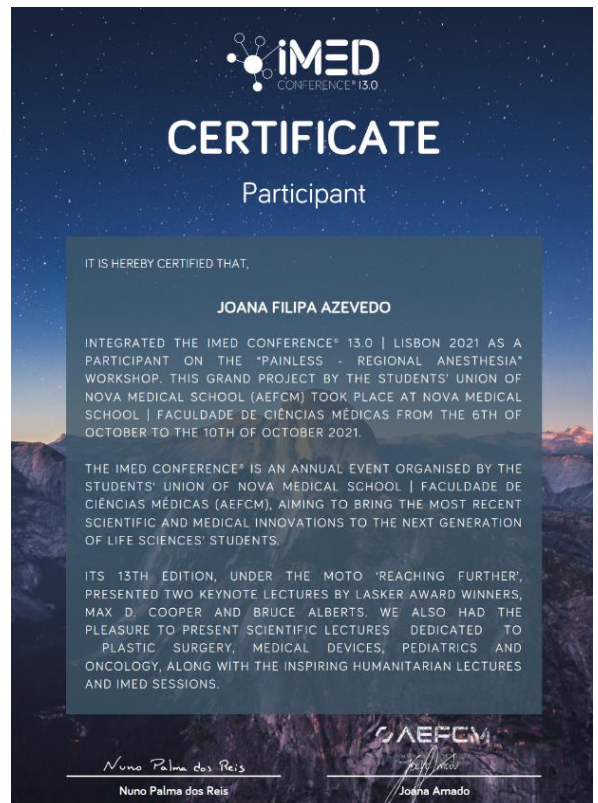 iMED
CONFERENCE® 13.0
CERTIFICATE
Participant
IT IS HEREBY CERTIFIED THAT,
JOANA FILIPA AZEVEDO
INTEGRATED THE IMED CONFERENCE® 13.0 | LISBON 2021 AS A
PARTICIPANT ON THE "PAINLESS - REGIONAL ANESTHESIA"
WORKSHOP. THIS GRAND PROJECT BY THE STUDENTS' UNION OF
NOVA MEDICAL SCHOOL (AEFCM) TOOK PLACE AT NOVA MEDICAL
SCHOOL | FACULDADE DE CIÊNCIAS MÉDICAS FROM THE 6TH OF
OCTOBER TO THE 10TH OF OCTOBER 2021.
THE IMED CONFERENCE® IS AN ANNUAL EVENT ORGANISED BY THE
STUDENTS' UNION OF NOVA MEDICAL SCHOOL | FACULDADE DE
CIÊNCIAS MÉDICAS (AEFCM), AIMING TO BRING THE MOST RECENT
SCIENTIFIC AND MEDICAL INNOVATIONS TO THE NEXT GENERATION
OF LIFE SCIENCES' STUDENTS.
ITS 13TH EDITION, UNDER THE MOTO 'REACHING FURTHER',
PRESENTED TWO KEYNOTE LECTURES BY LASKER AWARD WINNERS,
MAX D. COOPER AND BRUCE ALBERTS. WE ALSO HAD THE
PLEASURE TO PRESENT SCIENTIFIC LECTURES DEDICATED TO
PLASTIC SURGERY, MEDICAL DEVICES, PEDIATRICS AND
ONCOLOGY, ALONG WITH THE INSPIRING HUMANITARIAN LECTURES
AND IMED SESSIONS.
AEFCM
Nuno Palma dos Reis
Nuno Palma dos Reis
Joana Amado